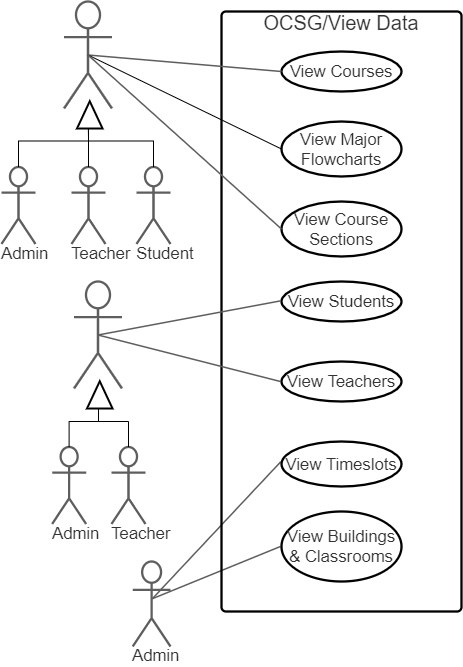 OCSG/View Data
View Courses
View Major
Flowcharts
View Course
Sections
Admin
Teacher
Student
View Students
View Teachers
View Timeslots
Admin
Teacher
View Buildings
& Classrooms
Admin